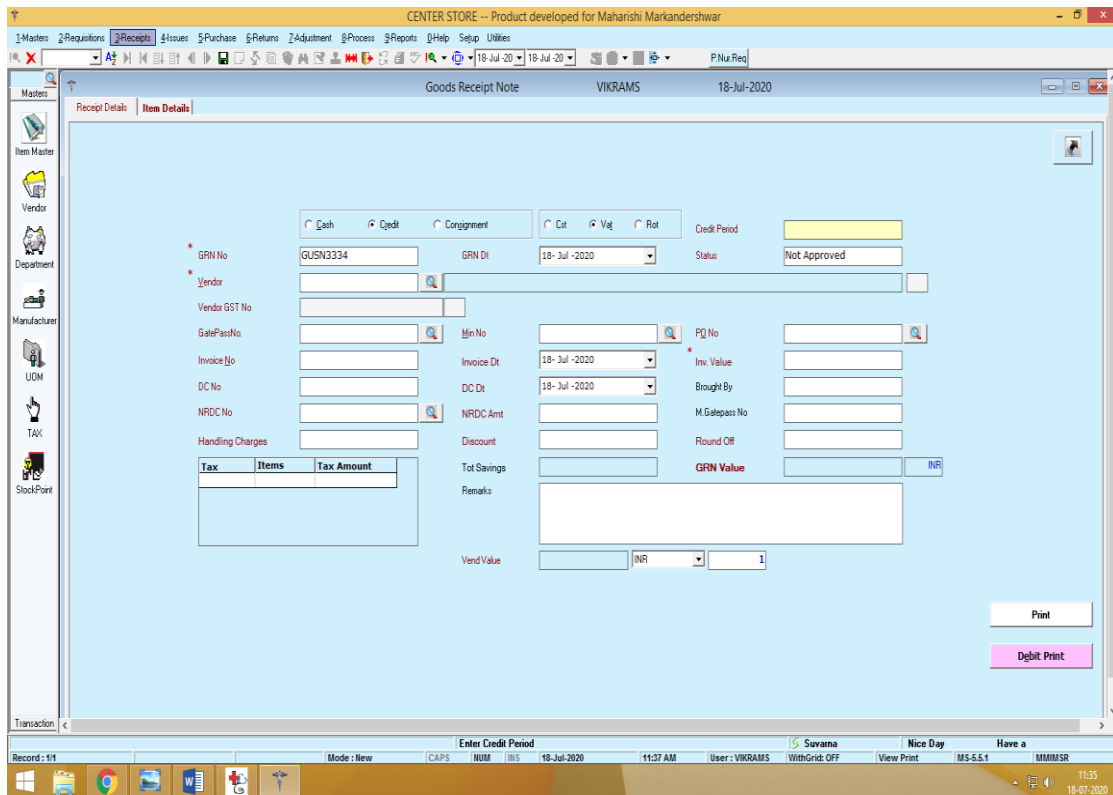 CENTER STORE -- Product developed for Maharishi Markandershwar
1-Masters 2-Requisitions 3-Receipts 4-Issues 5-Purchase 6-Returns 7-Adjustment 8-Process 9-Reports 0-Help Setup Utilities
18-Jul-20 18-Jul-20 P.Nur.Req
Masters
Goods Receipt Note VIKRAMS 18-Jul-2020
Receipt Details Item Details
Item Master
Vendor
Department
Manufacturer
UOM
TAX
StockPoint
Transaction
Cash Credit Consignment Cst Vat Rot Credit Period
* GRN No GUSN3334 GRN Dt 18- Jul -2020 Status Not Approved
* Vendor
Vendor GST No
GatePassNo. Min No PO No
Invoice No Invoice Dt 18- Jul -2020 * Inv. Value
DC No DC Dt 18- Jul -2020 Brought By
NRDC No NRDC Amt M.Gatepass No
Handling Charges Discount Round Off
Tax Items Tax Amount Tot Savings GRN Value INR
Remarks
Vend Value INR 1
Print
Debit Print
Enter Credit Period Suvarna Nice Day Have a
Record : 1/1 Mode : New CAPS NUM INS 18-Jul-2020 11:37 AM User : VIKRAMS WithGrid: OFF View Print MS-5.5.1 MMIMSR
11:35
18-07-2020